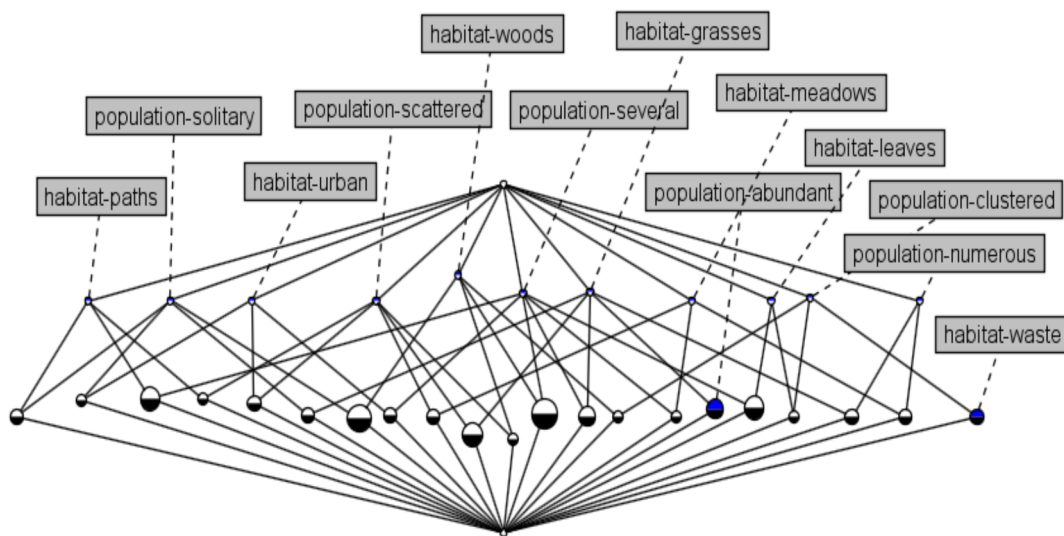 habitat-woods
habitat-grasses
habitat-meadows
population-solitary
population-scattered
population-several
habitat-leaves
habitat-paths
habitat-urban
population-abundant
population-clustered
population-numerous
habitat-waste